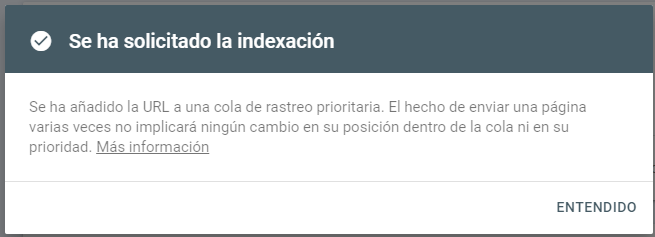 Se ha solicitado la indexación
Se ha añadido la URL a una cola de rastreo prioritaria. El hecho de enviar una página
varias veces no implicará ningún cambio en su posición dentro de la cola ni en su
prioridad. Más información
ENTENDIDO